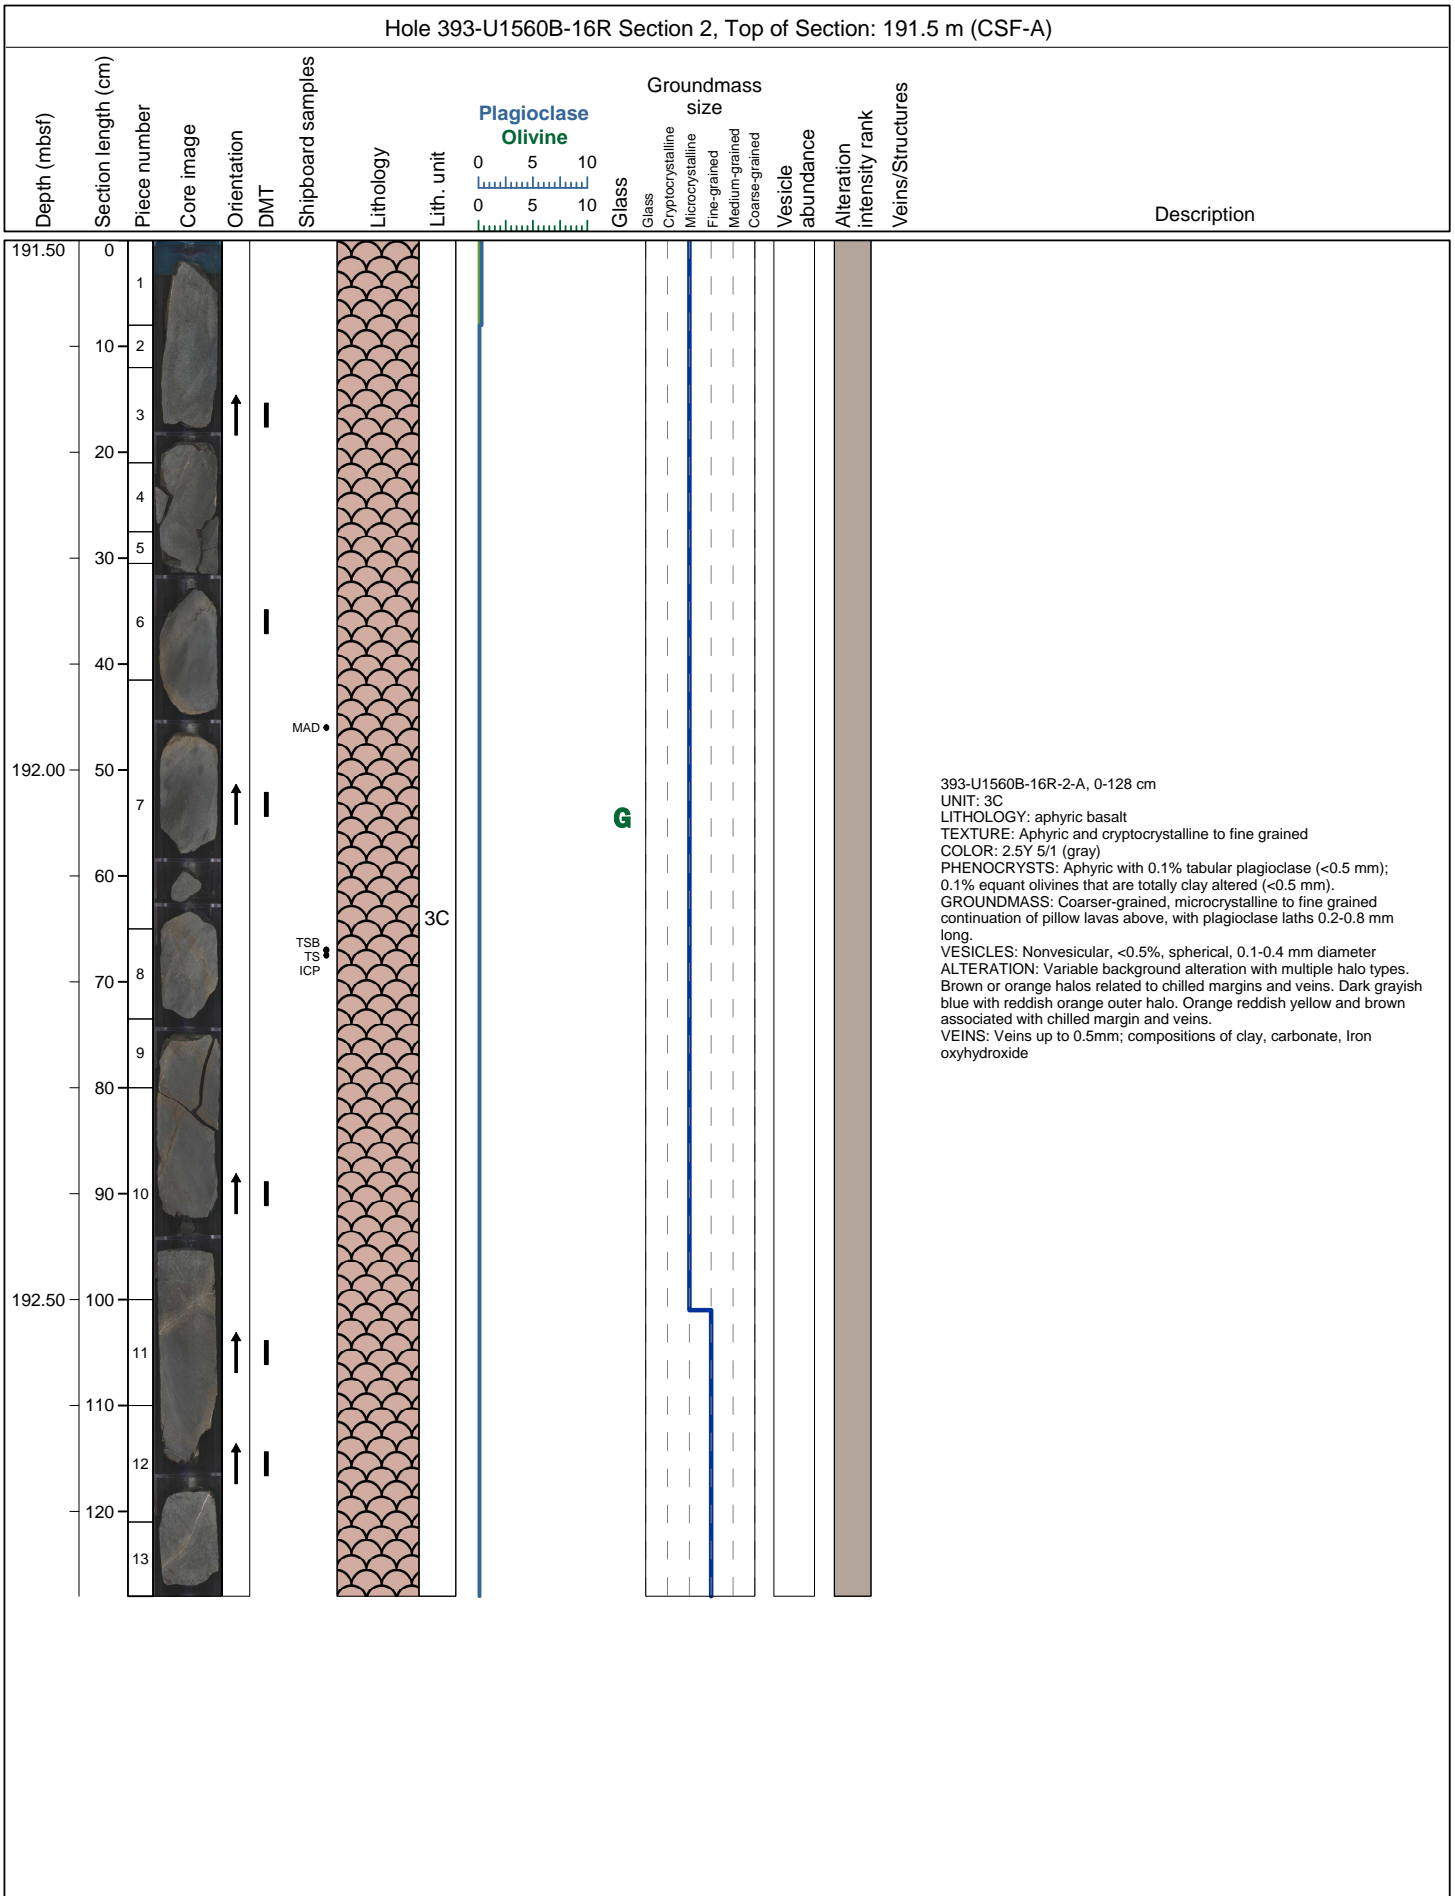 Hole 393-U1560B-16R Section 2, Top of Section: 191.5 m (CSF-A)
Depth (mbsf)
Section length (cm)
Piece number
Core image
Orientation
DMT
Shipboard samples
Lithology
Lith. unit
Plagioclase
Olivine
0 5 10
0 5 10
Glass
Groundmass
size
Glass
Cryptocrystalline
Microcrystalline
Fine-grained
Medium-grained
Coarse-grained
Vesicle
abundance
Alteration
intensity rank
Veins/Structures
Description
191.50
192.00
192.50
0
10
20
30
40
50
60
70
80
90
100
110
120
1
2
3
4
5
6
7
8
9
10
11
12
13
MAD
TSB
TS
ICP
3C
G
393-U1560B-16R-2-A, 0-128 cm
UNIT: 3C
LITHOLOGY: aphyric basalt
TEXTURE: Aphyric and cryptocrystalline to fine grained
COLOR: 2.5Y 5/1 (gray)
PHENOCRYSTS: Aphyric with 0.1% tabular plagioclase (<0.5 mm);
0.1% equant olivines that are totally clay altered (<0.5 mm).
GROUNDMASS: Coarser-grained, microcrystalline to fine grained
continuation of pillow lavas above, with plagioclase laths 0.2-0.8 mm
long.
VESICLES: Nonvesicular, <0.5%, spherical, 0.1-0.4 mm diameter
ALTERATION: Variable background alteration with multiple halo types.
Brown or orange halos related to chilled margins and veins. Dark grayish
blue with reddish orange outer halo. Orange reddish yellow and brown
associated with chilled margin and veins.
VEINS: Veins up to 0.5mm; compositions of clay, carbonate, Iron
oxyhydroxide